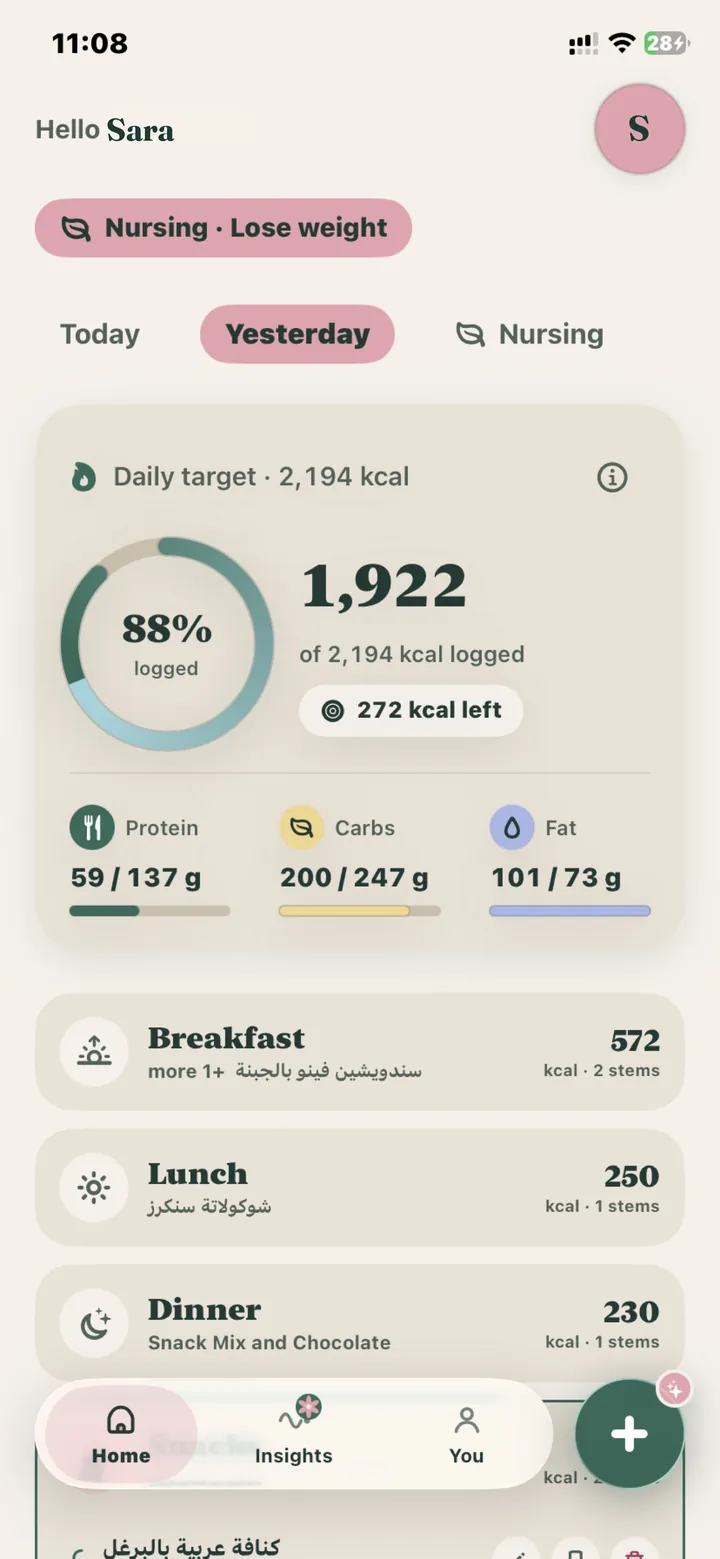 11:08
28
Hello Sara
S
Nursing · Lose weight
Today
Yesterday
Nursing
Daily target · 2,194 kcal
88%
logged
1,922
of 2,194 kcal logged
272 kcal left
Protein
59 / 137 g
Carbs
200 / 247 g
Fat
101 / 73 g
Breakfast
سندويشين فينو بالجبنة +1 more
572
kcal · 2 stems
Lunch
شوكولاتة سنكرز
250
kcal · 1 stems
Dinner
Snack Mix and Chocolate
230
kcal · 1 stems
Snacks
kcal ·
Home
Insights
You
كنافة عربية بالبرغل